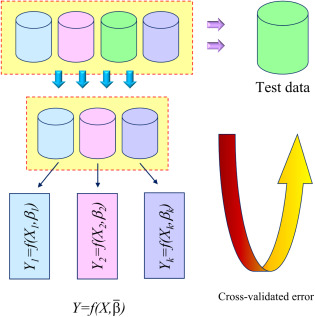 Test data
Y₁=f(X₁,β₁)
Y₂=f(X₂,β₂)
Yₖ=f(Xₖ,βₖ)
Y=f(X,β̅)
Cross-validated error